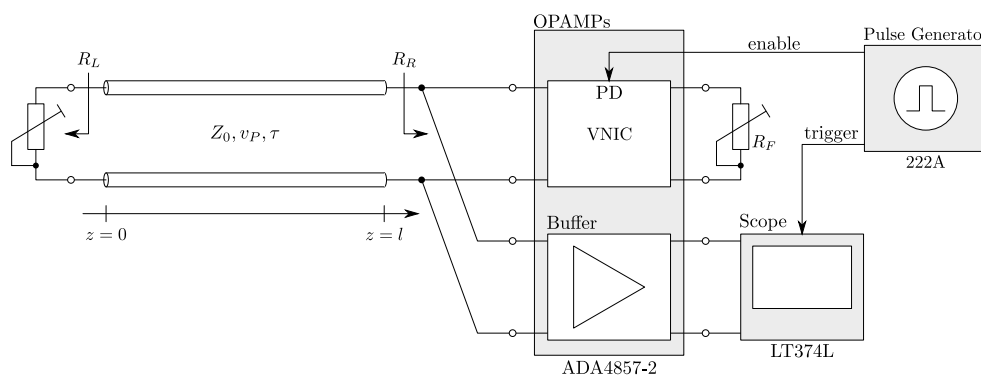 OPAMPs
Pulse Generato
enable
R_L
R_R
PD
VNIC
Z_0, v_P, τ
R_F
trigger
222A
z = 0
z = l
Buffer
Scope
LT374L
ADA4857-2